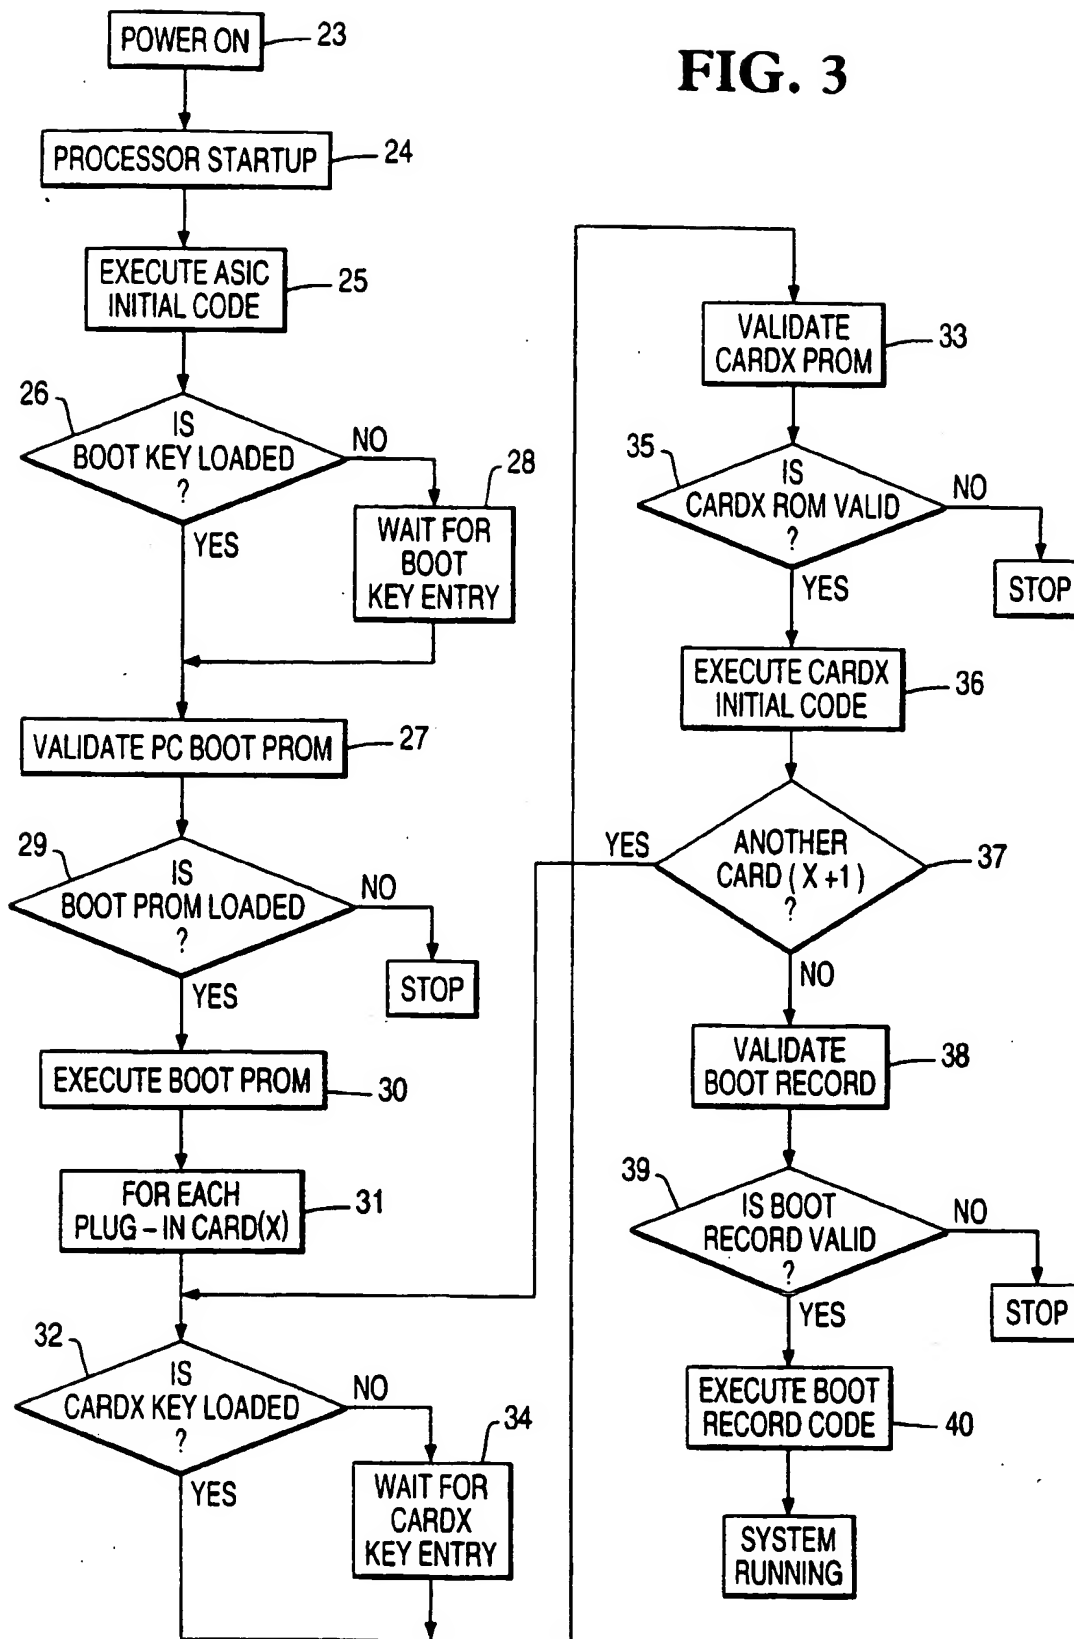 FIG. 3
POWER ON
23
PROCESSOR STARTUP
24
EXECUTE ASIC
INITIAL CODE
25
26
IS
BOOT KEY LOADED
?
NO
YES
28
WAIT FOR
BOOT
KEY ENTRY
VALIDATE PC BOOT PROM
27
29
IS
BOOT PROM LOADED
?
NO
STOP
YES
EXECUTE BOOT PROM
30
FOR EACH
PLUG – IN CARD(X)
31
32
IS
CARDX KEY LOADED
?
NO
YES
34
WAIT FOR
CARDX
KEY ENTRY
VALIDATE
CARDX PROM
33
35
IS
CARDX ROM VALID
?
NO
STOP
YES
EXECUTE CARDX
INITIAL CODE
36
YES
ANOTHER
CARD ( X +1 )
?
37
NO
VALIDATE
BOOT RECORD
38
39
IS BOOT
RECORD VALID
?
NO
STOP
YES
EXECUTE BOOT
RECORD CODE
40
SYSTEM
RUNNING